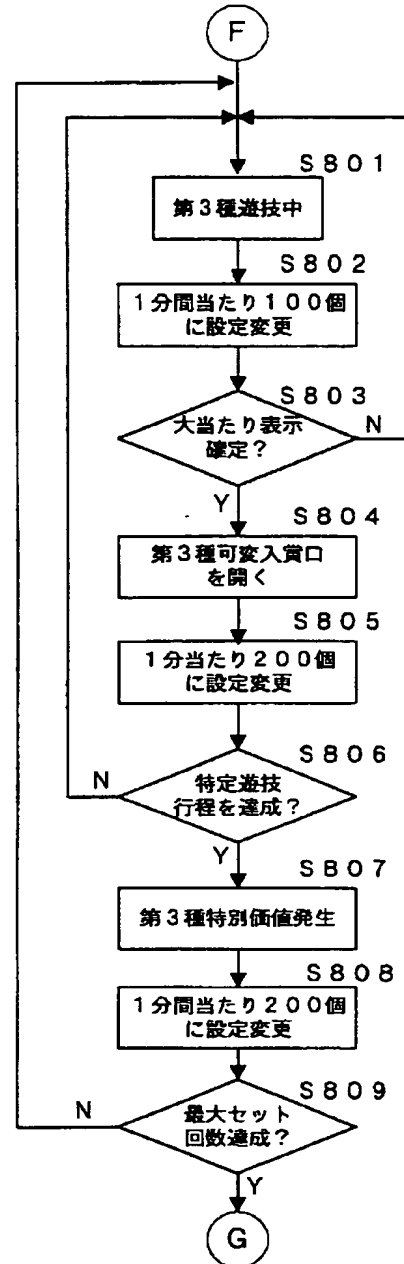 F
S801
第3種遊技中
S802
1分間当たり100個
に設定変更
S803
大当たり表示
確定?
N
Y
S804
第3種可変入賞口
を開く
S805
1分当たり200個
に設定変更
S806
特定遊技
行程を達成?
N
Y
S807
第3種特別価値発生
S808
1分間当たり200個
に設定変更
S809
最大セット
回数達成?
N
Y
G